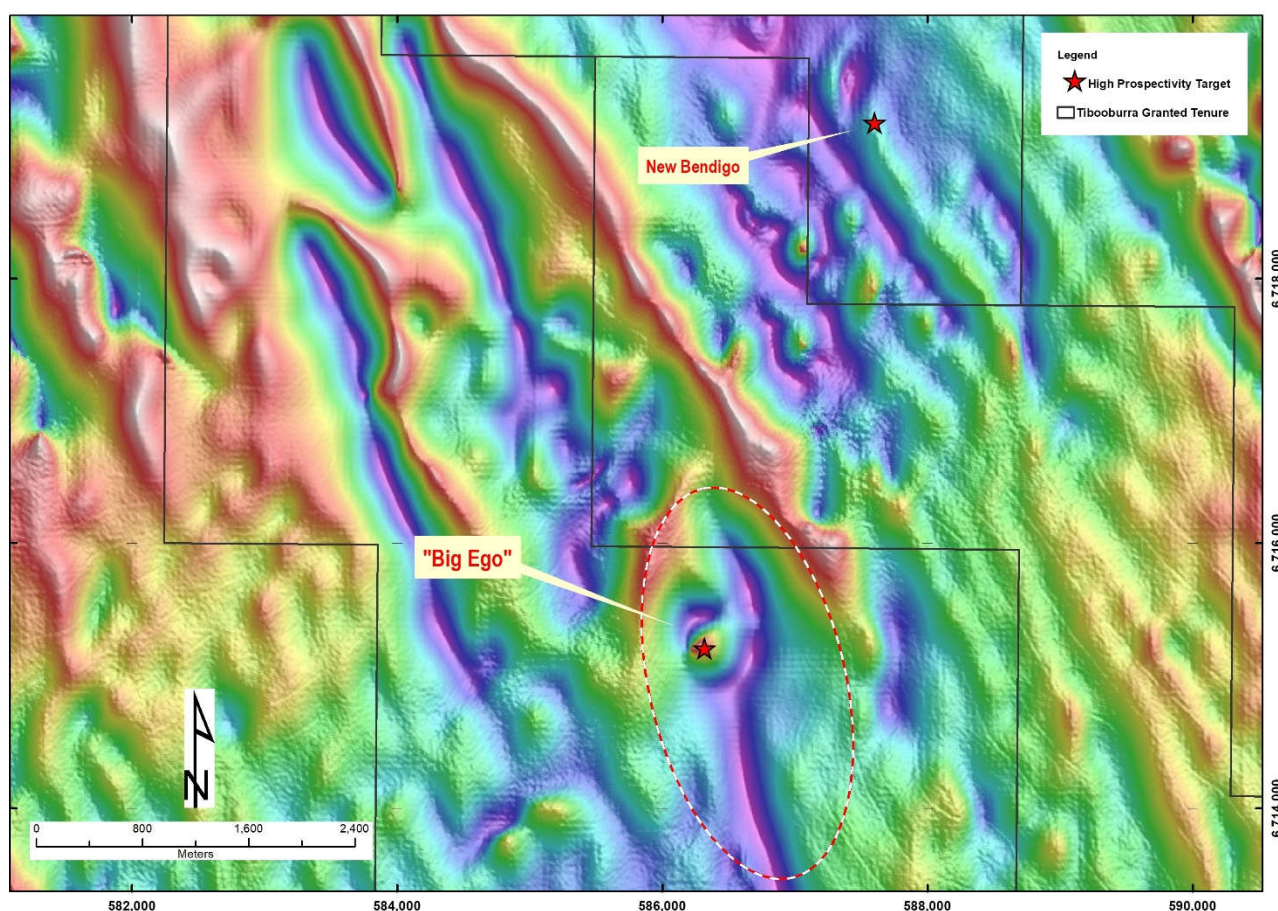 Legend
High Prospectivity Target
Tibooburra Granted Tenure
New Bendigo
6,718,000
6,716,000
"Big Ego"
N
6,714,000
0 800 1,600 2,400
Meters
582,000 584,000 586,000 588,000 590,000